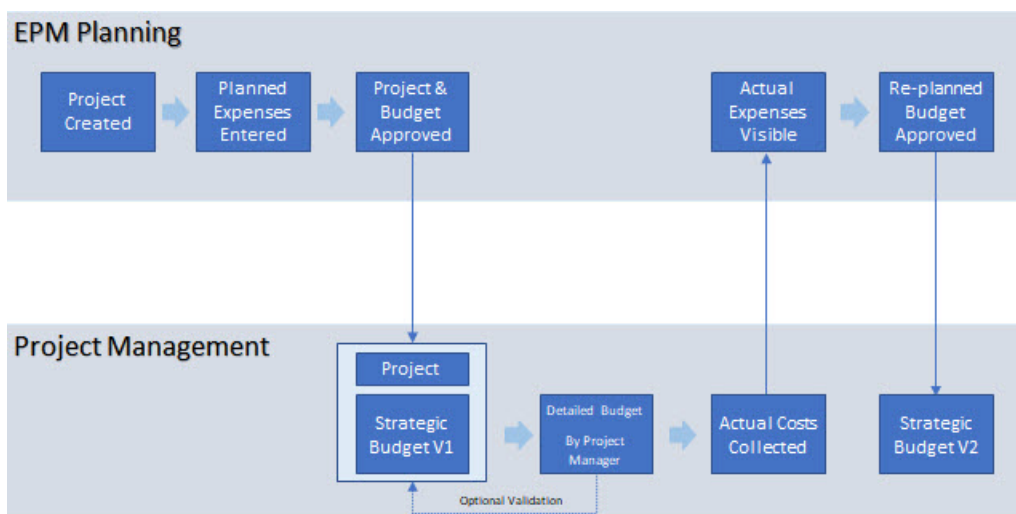 EPM Planning
Project
Created
Planned
Expenses
Entered
Project &
Budget
Approved
Actual
Expenses
Visible
Re-planned
Budget
Approved
Project Management
Project
Strategic
Budget V1
Detailed Budget
By Project
Manager
Actual Costs
Collected
Strategic
Budget V2
Optional Validation